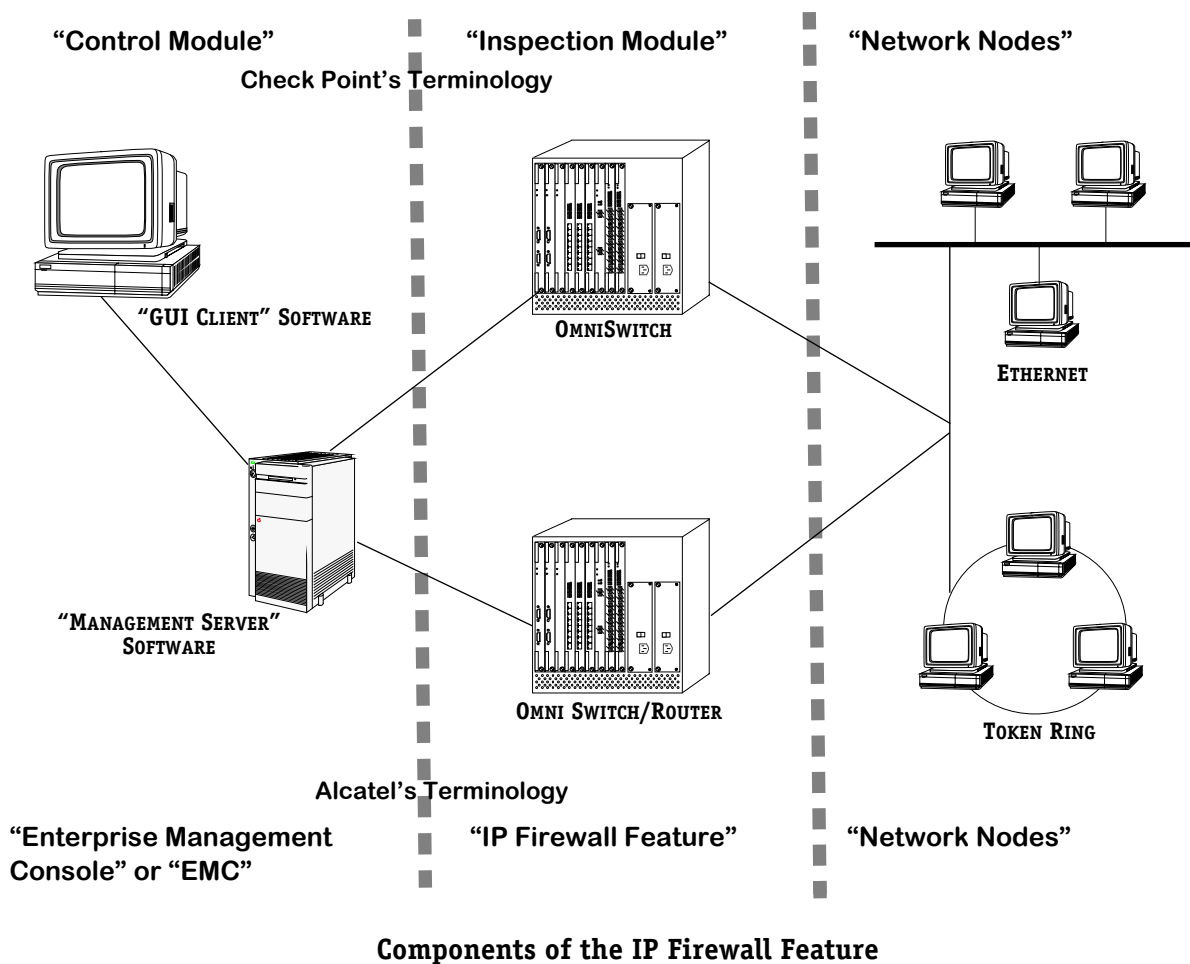 “Control Module”
“Inspection Module”
“Network Nodes”
Check Point’s Terminology
“GUI Client” Software
OmniSwitch
Ethernet
“Management Server”
Software
Omni Switch/Router
Token Ring
Alcatel’s Terminology
“Enterprise Management
Console” or “EMC”
“IP Firewall Feature”
“Network Nodes”
Components of the IP Firewall Feature